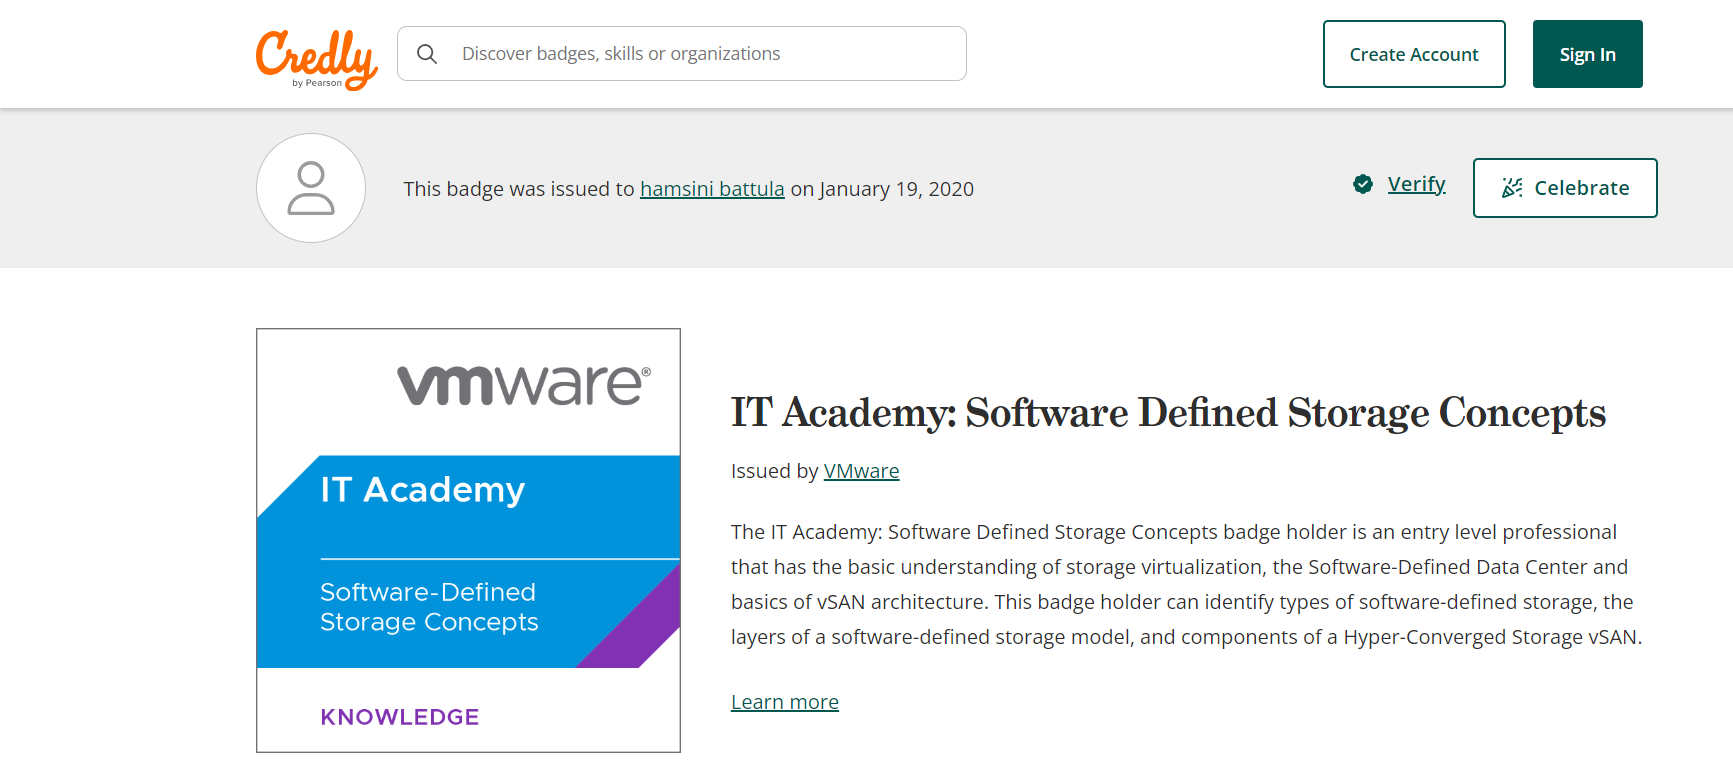 Credly
by Pearson
Discover badges, skills or organizations
Create Account
Sign In
This badge was issued to hamsini battula on January 19, 2020
Verify
Celebrate
vmware®
IT Academy
Software-Defined
Storage Concepts
KNOWLEDGE
IT Academy: Software Defined Storage Concepts
Issued by VMware
The IT Academy: Software Defined Storage Concepts badge holder is an entry level professional
that has the basic understanding of storage virtualization, the Software-Defined Data Center and
basics of vSAN architecture. This badge holder can identify types of software-defined storage, the
layers of a software-defined storage model, and components of a Hyper-Converged Storage vSAN.
Learn more